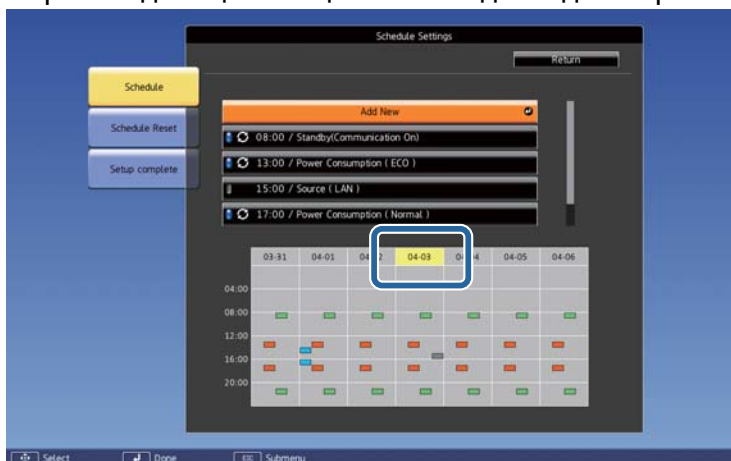 Schedule Settings
Return
Schedule
Schedule Reset
Setup complete
Add New
08:00 / Standby(Communication On)
13:00 / Power Consumption ( ECO )
15:00 / Source ( LAN )
17:00 / Power Consumption ( Normal )
03-31 04-01 04-03 04-05 04-06
04:00
08:00
12:00
16:00
20:00
Select Done ESC Submenu